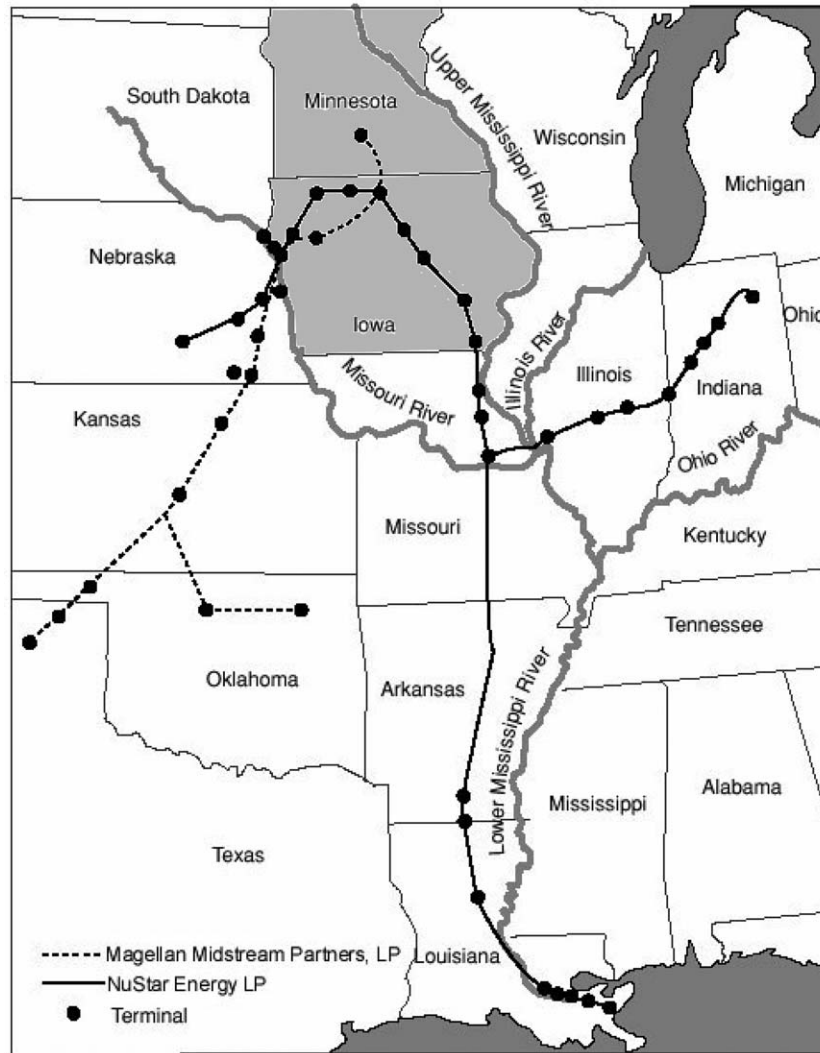 South Dakota
Minnesota
Upper Mississippi River
Wisconsin
Michigan
Nebraska
Iowa
Illinois River
Illinois
Indiana
Ohio
Missouri River
Kansas
Ohio River
Missouri
Kentucky
Tennessee
Oklahoma
Arkansas
Lower Mississippi River
Mississippi
Alabama
Texas
Louisiana
Magellan Midstream Partners, LP
NuStar Energy LP
Terminal